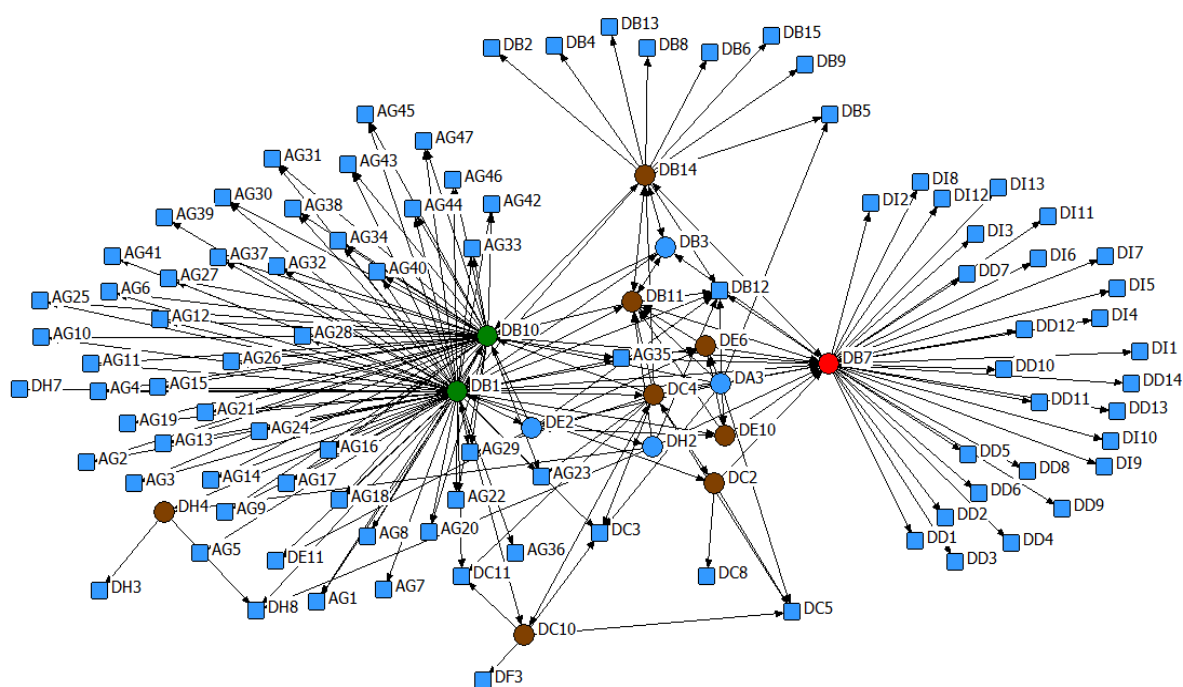 DB13
DB15
DB2
DB4
DB8
DB6
DB9
AG45
DB5
AG47
AG31
AG43
DB14
AG46
DI8
DI13
AG30
AG42
DI2
DI12
AG39
AG38
AG44
DI11
AG34
AG33
DB3
DI3
AG41
AG37
AG32
AG40
DI6
DI7
AG27
DD7
AG6
DB12
DI5
AG25
DB11
AG12
DI4
AG10
AG28
DB10
DD12
AG35
DE6
DI1
AG11
AG26
DB7
DD10
DH7
AG4
AG15
DB1
DC4
DA3
DD14
AG21
DD11
DD13
AG19
AG24
DE2
DE10
AG13
AG16
AG29
DH2
DI10
AG2
DD5
DI9
AG3
AG14
AG17
AG23
DC2
DD8
AG18
AG22
DD6
DD9
DH4
AG9
AG8
AG20
DC3
DD2
DD1
DD4
AG5
DE11
AG36
DD3
DC11
DC8
DH3
AG7
DH8
AG1
DC5
DC10
DF3